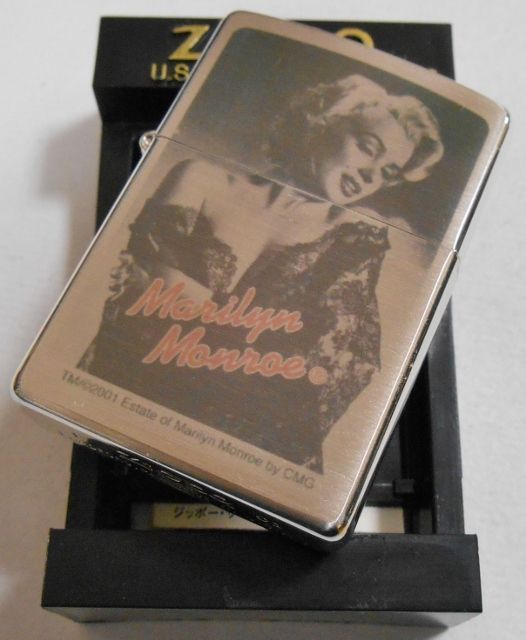 U.S
Marilyn
Monroe®
TM/©2001 Estate of Marilyn Monroe by CMG
ジッポー・